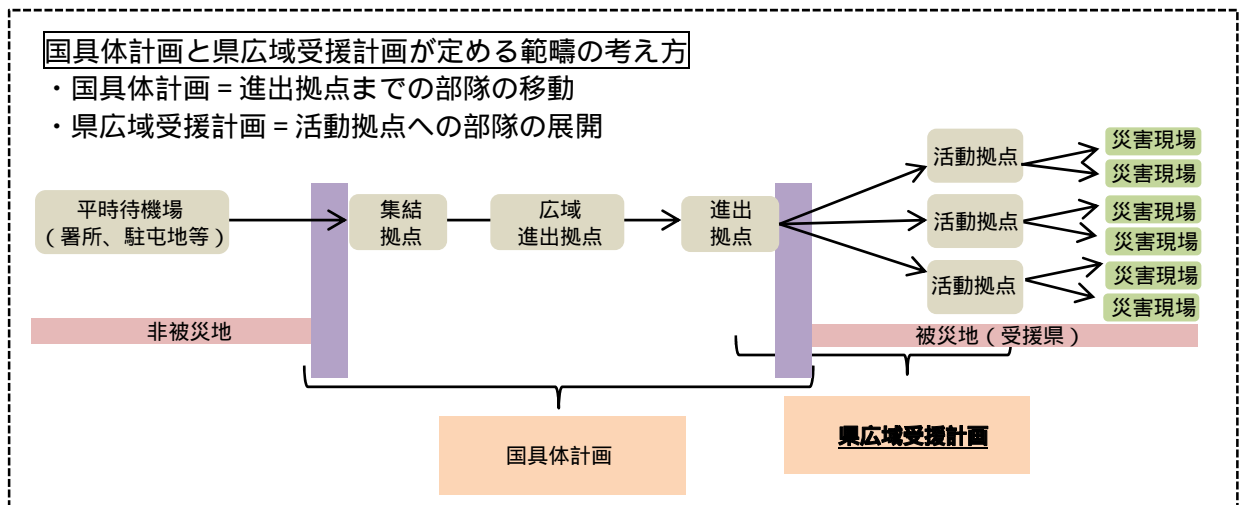 国具体計画と県広域受援計画が定める範疇の考え方
・国具体計画 = 進出拠点までの部隊の移動
・県広域受援計画 = 活動拠点への部隊の展開
平時待機場
(署所、駐屯地等)
集結
拠点
広域
進出拠点
進出
拠点
活動拠点
活動拠点
活動拠点
災害現場
災害現場
災害現場
災害現場
災害現場
災害現場
非被災地
被災地(受援県)
国具体計画
県広域受援計画